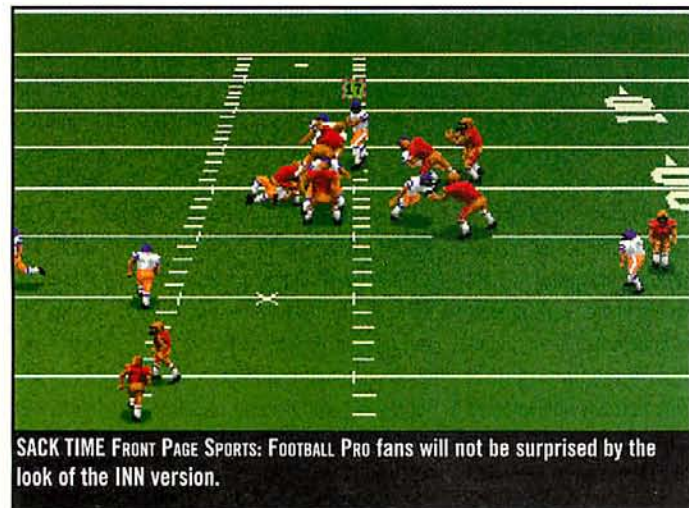 17
SACK TIME FRONT PAGE SPORTS: FOOTBALL PRO fans will not be surprised by the
look of the INN version.